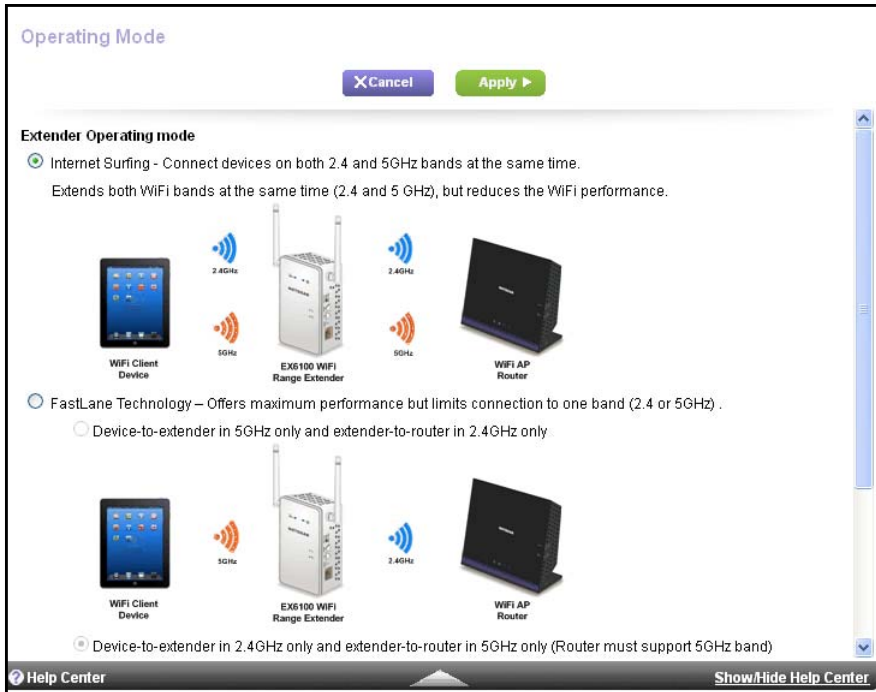 Operating Mode
X Cancel
Apply ▶
Extender Operating mode
Internet Surfing - Connect devices on both 2.4 and 5GHz bands at the same time.
Extends both WiFi bands at the same time (2.4 and 5 GHz), but reduces the WiFi performance.
2.4GHz
2.4GHz
NETGEAR
5GHz
5GHz
WiFi Client
Device
EX6100 WiFi
Range Extender
WiFi AP
Router
FastLane Technology – Offers maximum performance but limits connection to one band (2.4 or 5GHz) .
Device-to-extender in 5GHz only and extender-to-router in 2.4GHz only
NETGEAR
5GHz
2.4GHz
WiFi Client
Device
EX6100 WiFi
Range Extender
WiFi AP
Router
Device-to-extender in 2.4GHz only and extender-to-router in 5GHz only (Router must support 5GHz band)
? Help Center
Show/Hide Help Center